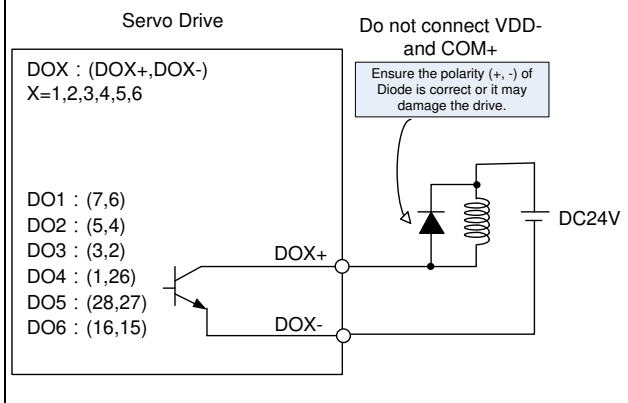 Servo Drive
Do not connect VDD-
and COM+
Ensure the polarity (+, -) of
Diode is correct or it may
damage the drive.
DOX : (DOX+,DOX-)
X=1,2,3,4,5,6
DO1 : (7,6)
DO2 : (5,4)
DO3 : (3,2)
DO4 : (1,26)
DO5 : (28,27)
DO6 : (16,15)
DOX+
DOX-
DC24V